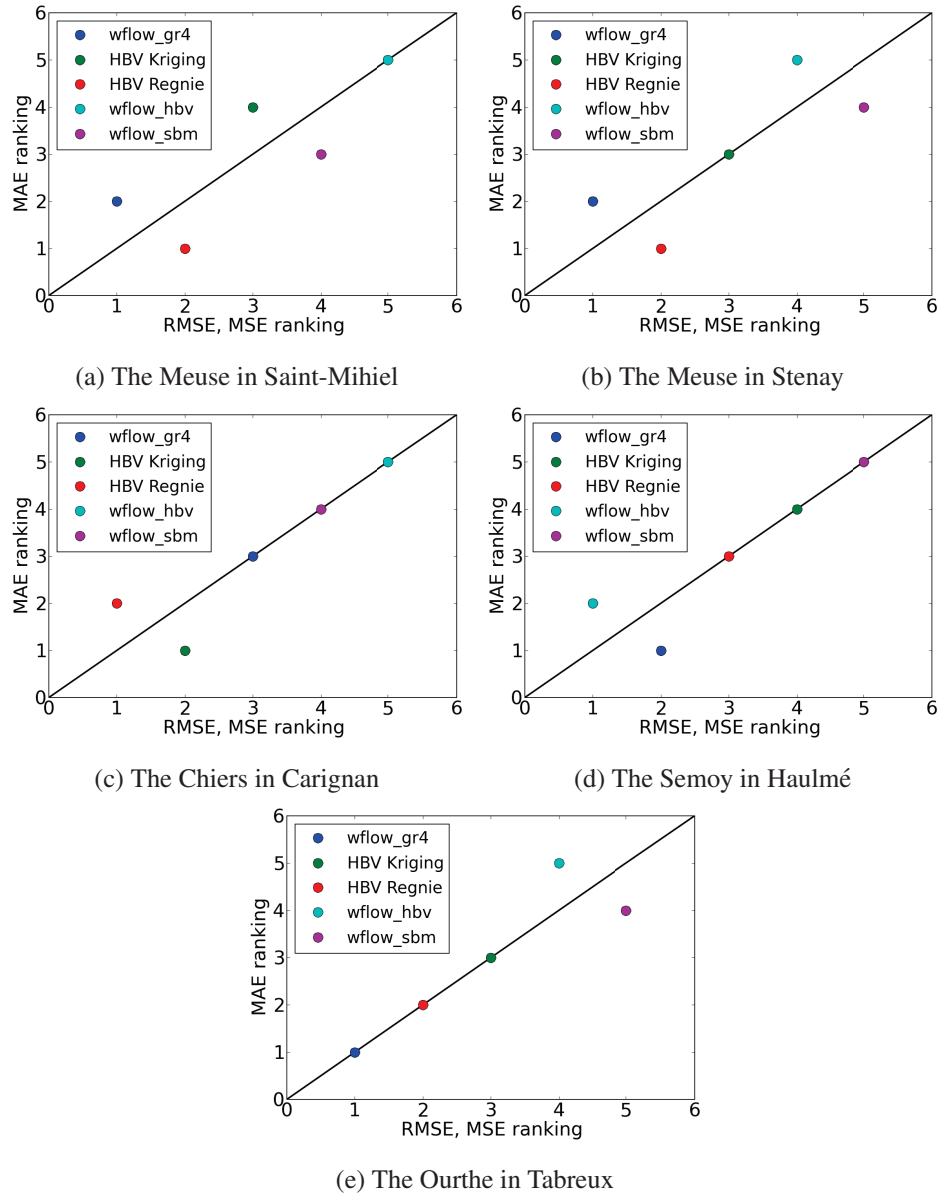 6
5
4
3
2
1
0
MAE ranking
wflow_gr4
HBV Kriging
HBV Regnie
wflow_hbv
wflow_sbm
0 1 2 3 4 5 6
RMSE, MSE ranking
(a) The Meuse in Saint-Mihiel
6
5
4
3
2
1
0
MAE ranking
wflow_gr4
HBV Kriging
HBV Regnie
wflow_hbv
wflow_sbm
0 1 2 3 4 5 6
RMSE, MSE ranking
(b) The Meuse in Stenay
6
5
4
3
2
1
0
MAE ranking
wflow_gr4
HBV Kriging
HBV Regnie
wflow_hbv
wflow_sbm
0 1 2 3 4 5 6
RMSE, MSE ranking
(c) The Chiers in Carignan
6
5
4
3
2
1
0
MAE ranking
wflow_gr4
HBV Kriging
HBV Regnie
wflow_hbv
wflow_sbm
0 1 2 3 4 5 6
RMSE, MSE ranking
(d) The Semoy in Haulmé
6
5
4
3
2
1
0
MAE ranking
wflow_gr4
HBV Kriging
HBV Regnie
wflow_hbv
wflow_sbm
0 1 2 3 4 5 6
RMSE, MSE ranking
(e) The Ourthe in Tabreux